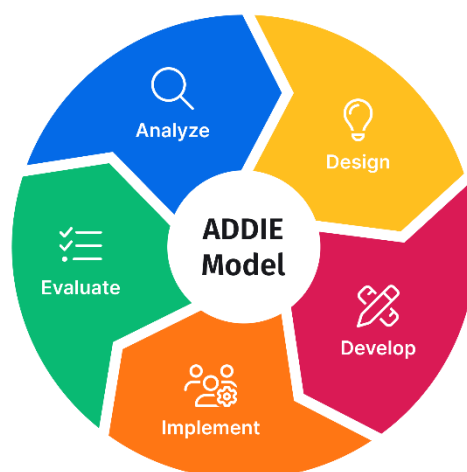 ADDIE
Model
Analyze
Design
Develop
Implement
Evaluate